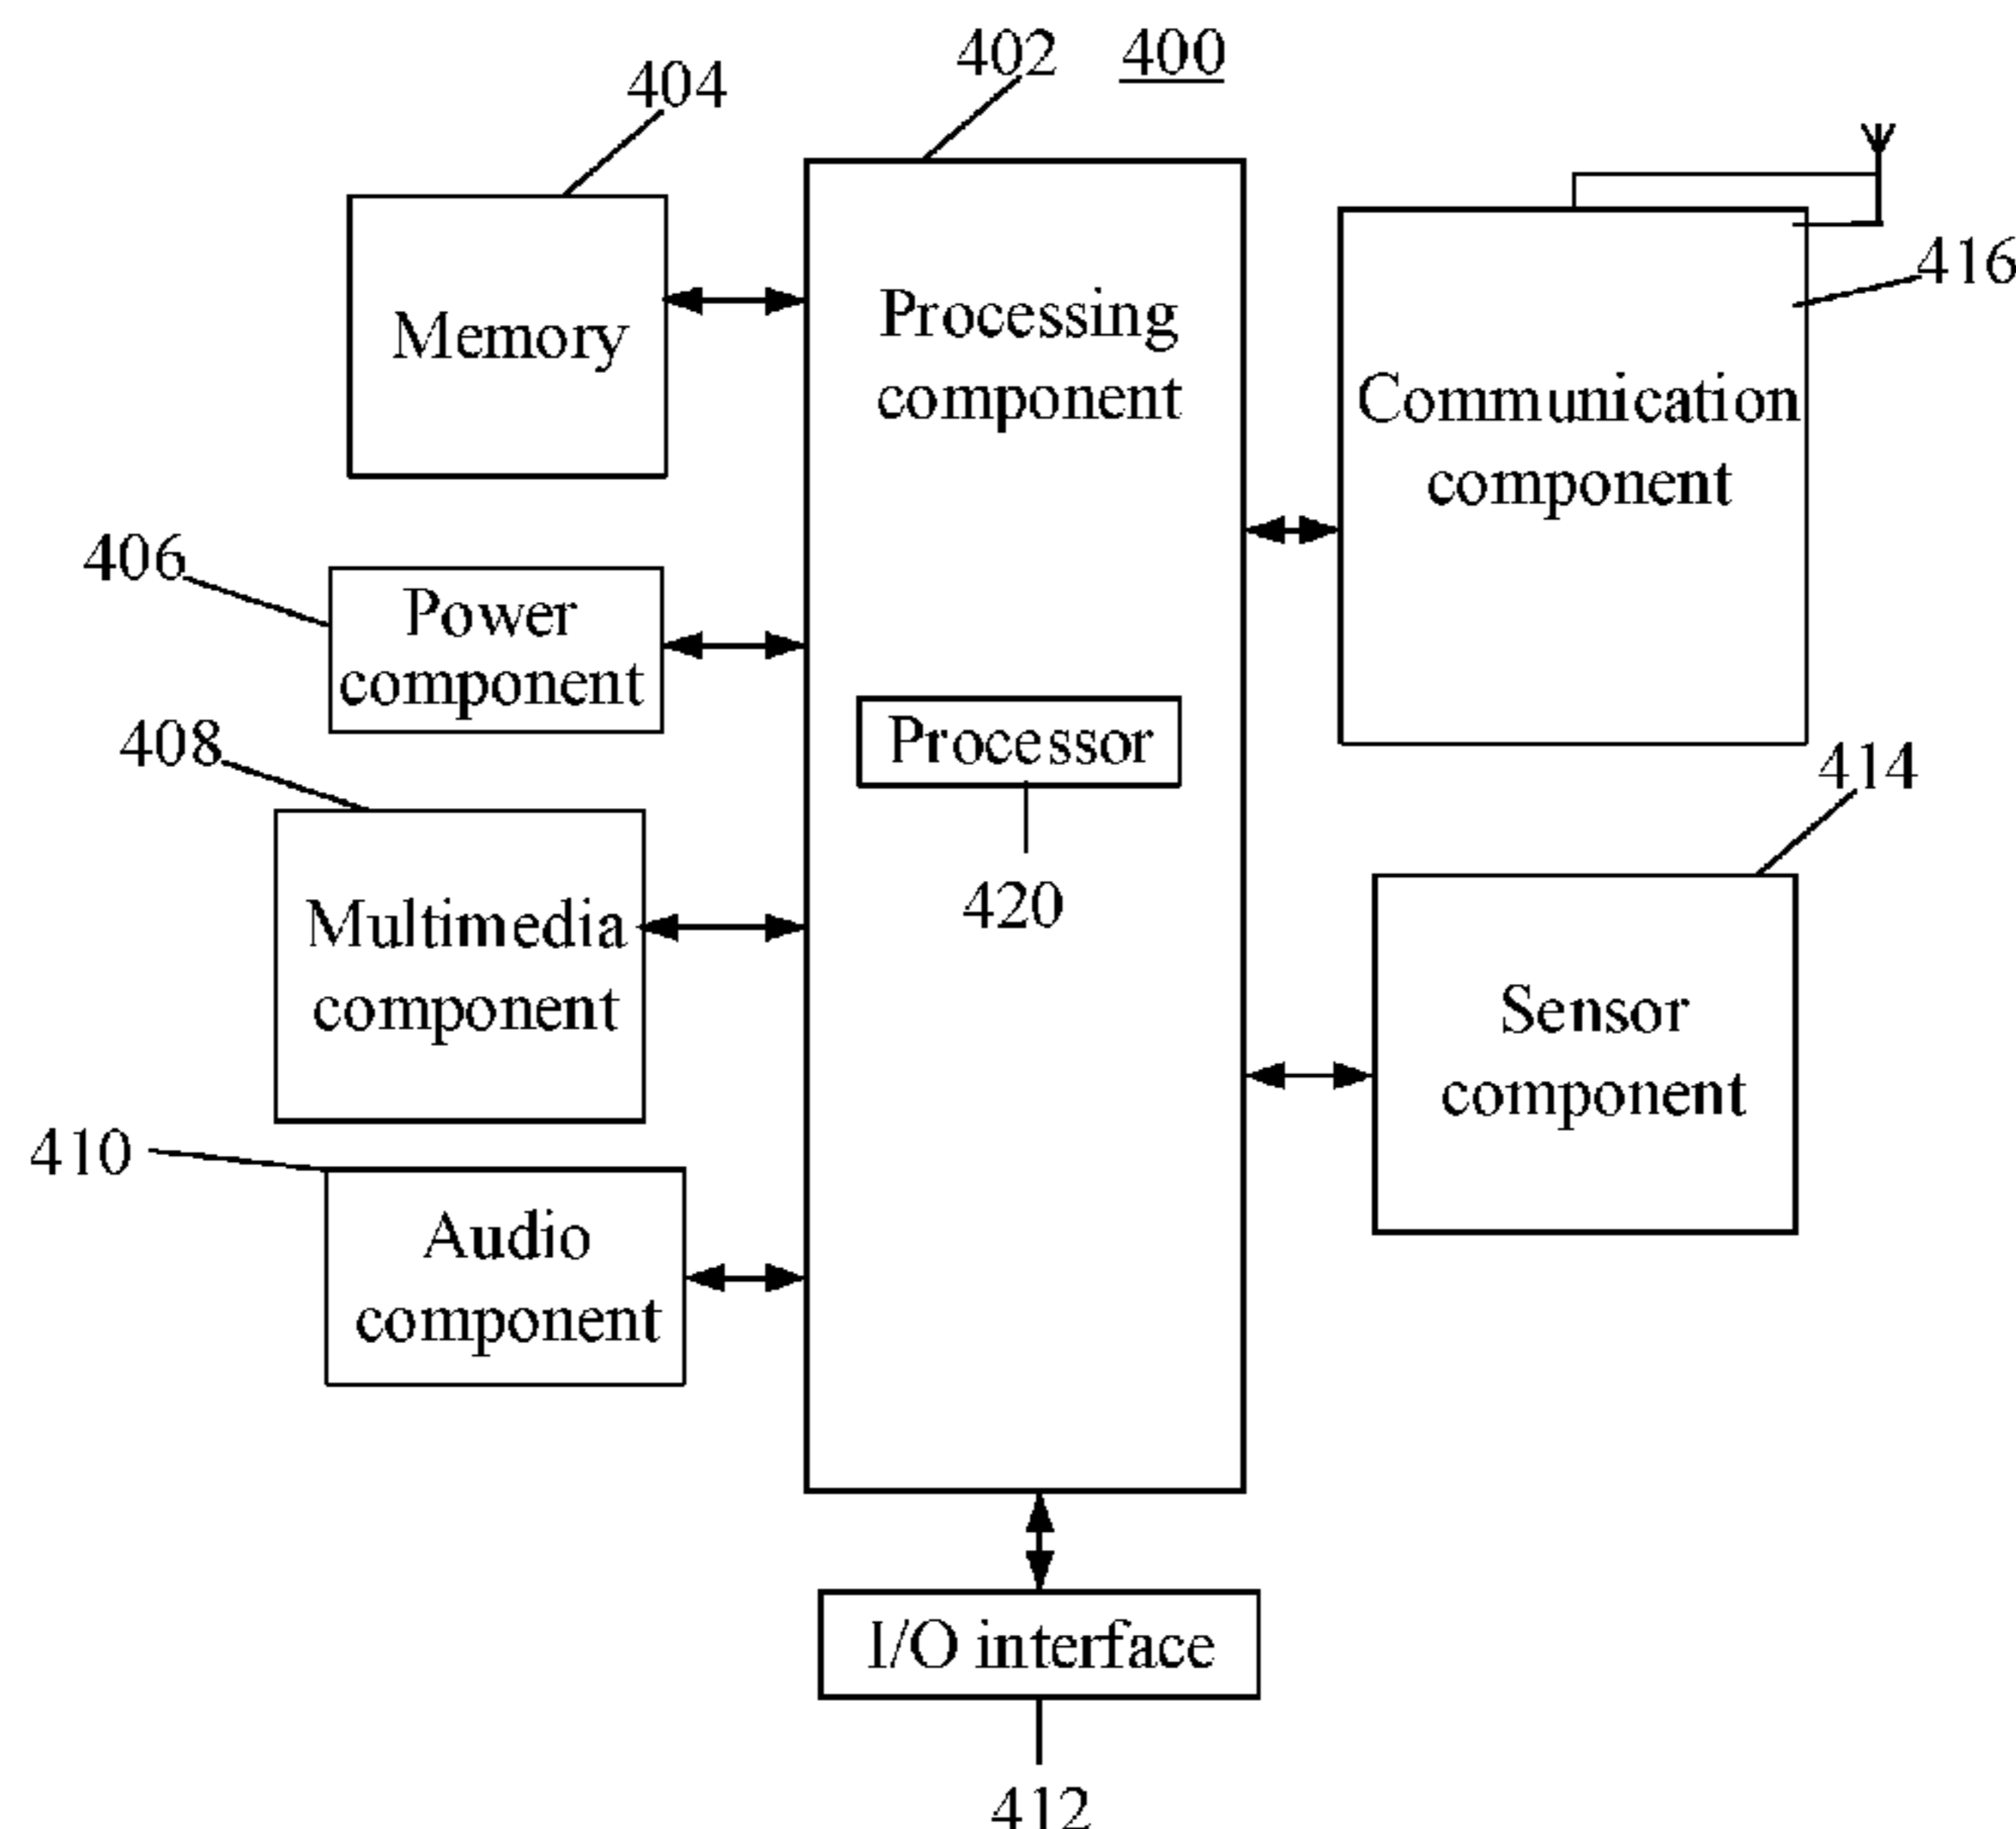 402
400
404
416
Memory
Processing
component
Communication
component
406
Power
component
408
Processor
414
420
Multimedia
component
Sensor
component
410
Audio
component
I/O interface
412